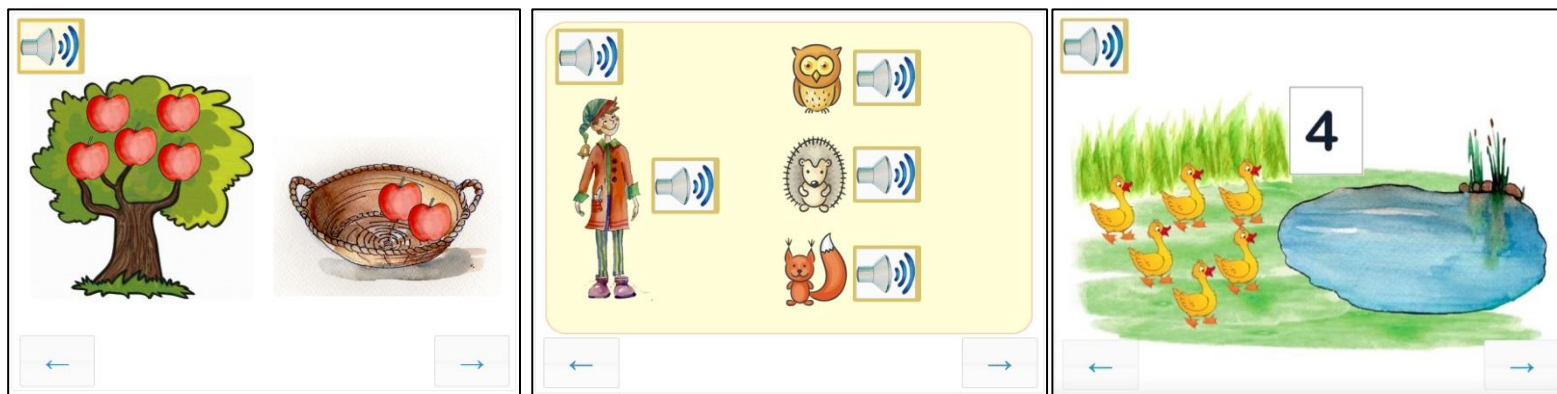 4
← → ← → ← →